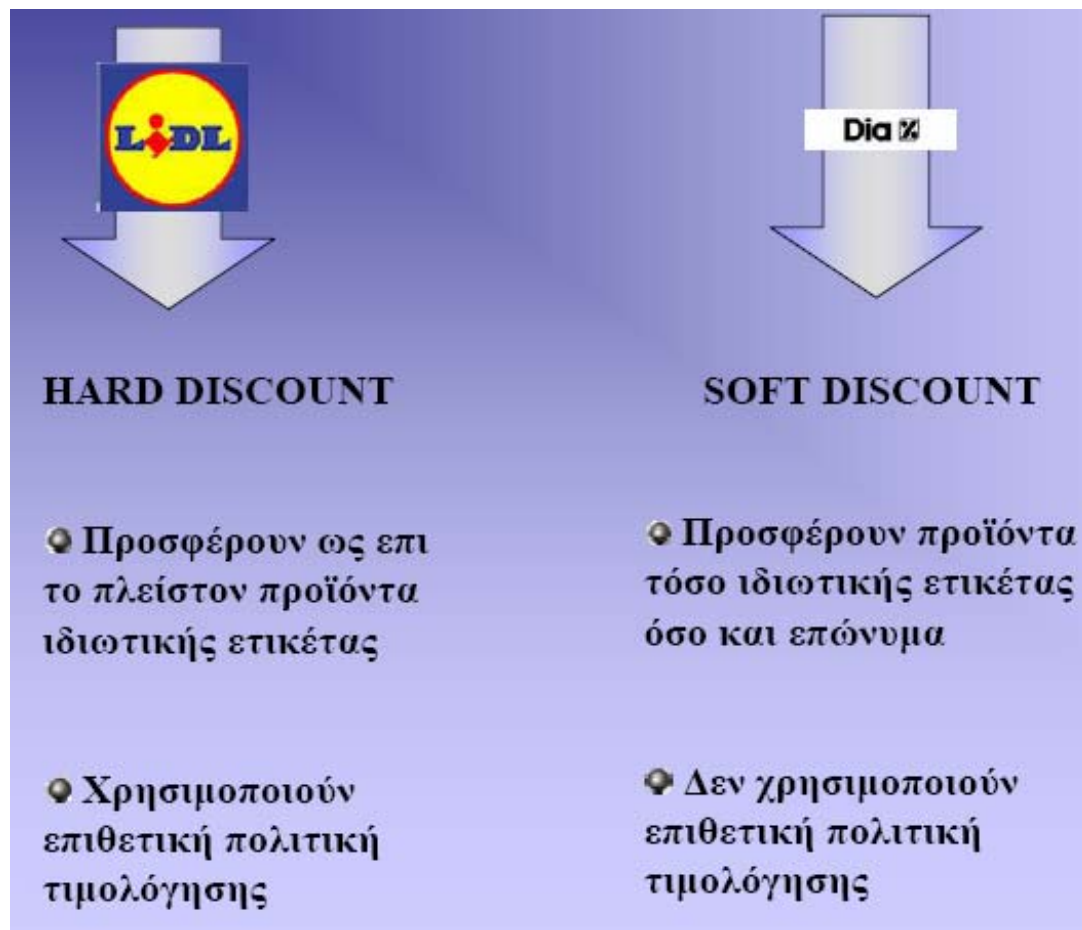 LiDL
Dia %
HARD DISCOUNT
SOFT DISCOUNT
Προσφέρουν ως επι
το πλείστον προϊόντα
ιδιωτικής ετικέτας
Προσφέρουν προϊόντα
τόσο ιδιωτικής ετικέτας
όσο και επώνυμα
Χρησιμοποιούν
επιθετική πολιτική
τιμολόγησης
Δεν χρησιμοποιούν
επιθετική πολιτική
τιμολόγησης